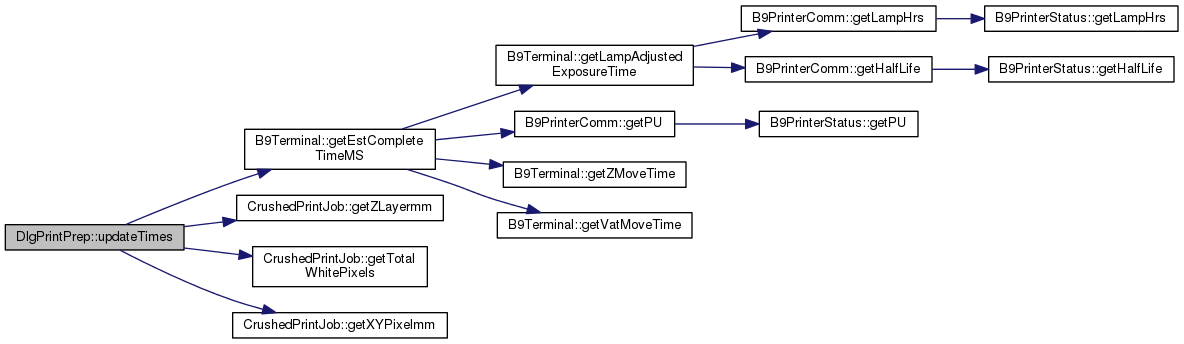 B9PrinterComm::getLampHrs
B9PrinterStatus::getLampHrs
B9Terminal::getLampAdjusted
ExposureTime
B9PrinterComm::getHalfLife
B9PrinterStatus::getHalfLife
B9PrinterComm::getPU
B9PrinterStatus::getPU
B9Terminal::getEstComplete
TimeMS
B9Terminal::getZMoveTime
CrushedPrintJob::getZLayermm
B9Terminal::getVatMoveTime
DlgPrintPrep::updateTimes
CrushedPrintJob::getTotal
WhitePixels
CrushedPrintJob::getXYPixelmm